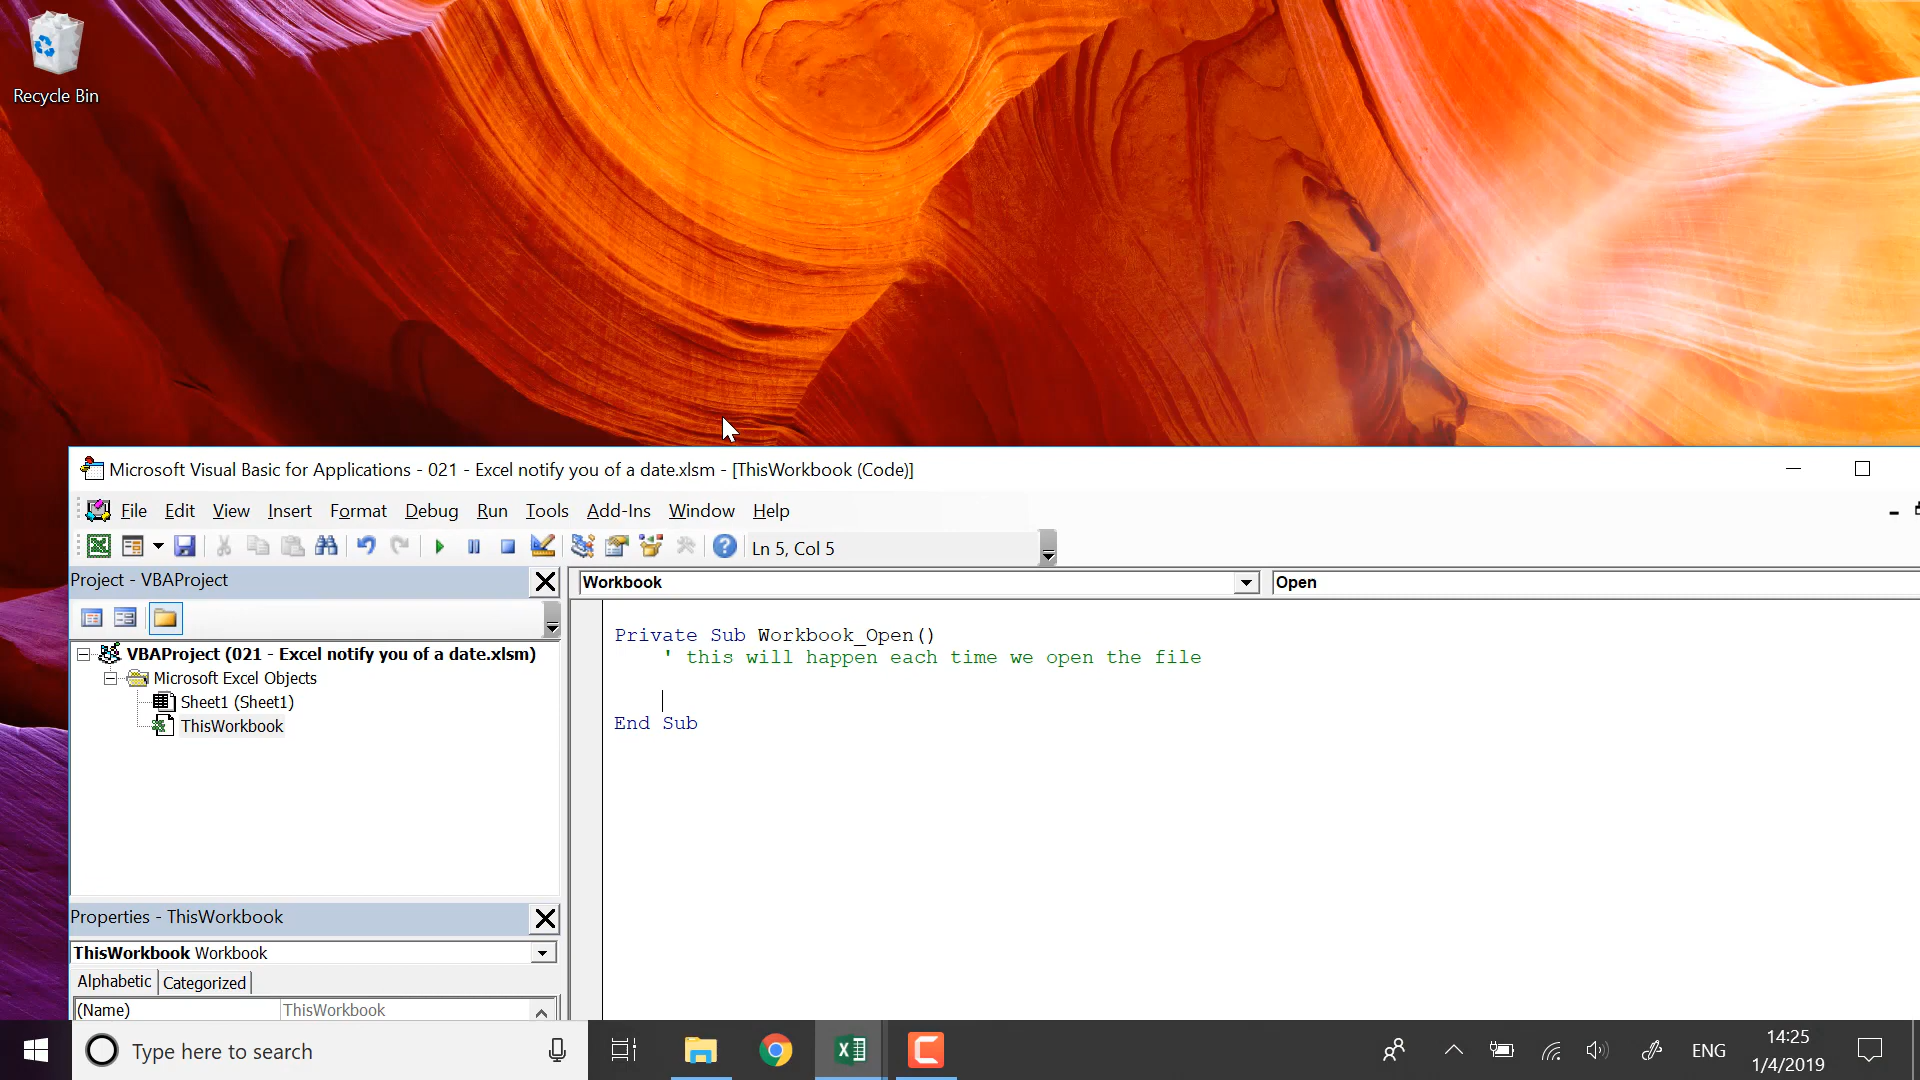 Recycle Bin
Microsoft Visual Basic for Applications - 021 - Excel notify you of a date.xlsm - [ThisWorkbook (Code)]
File Edit View Insert Format Debug Run Tools Add-Ins Window Help
Ln 5, Col 5
Project - VBAProject
Workbook
Open
VBAProject (021 - Excel notify you of a date.xlsm)
Microsoft Excel Objects
Sheet1 (Sheet1)
ThisWorkbook
Private Sub Workbook_Open()
' this will happen each time we open the file
End Sub
Properties - ThisWorkbook
ThisWorkbook Workbook
Alphabetic Categorized
(Name) ThisWorkbook
Type here to search
ENG
14:25
1/4/2019